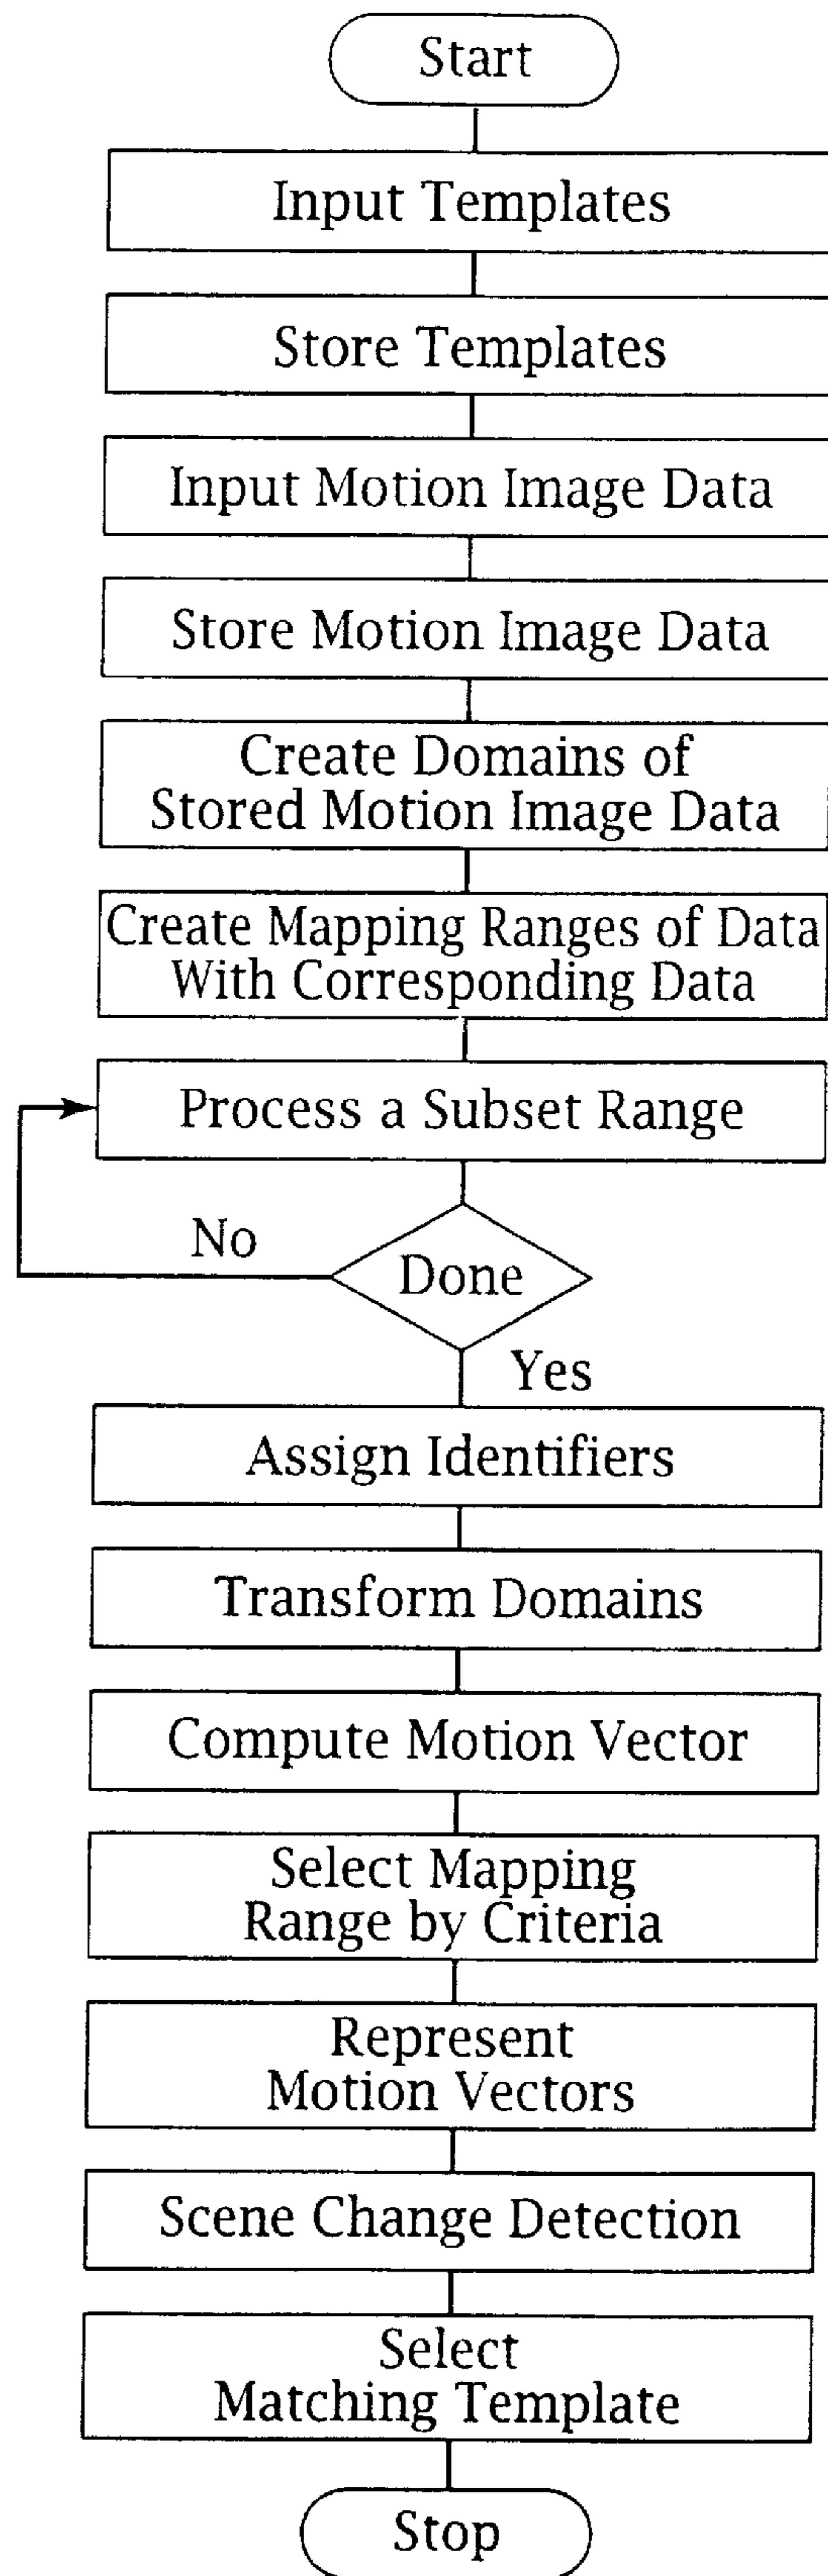 Start
Input Templates
Store Templates
Input Motion Image Data
Store Motion Image Data
Create Domains of
Stored Motion Image Data
Create Mapping Ranges of Data
With Corresponding Data
Process a Subset Range
No
Done
Yes
Assign Identifiers
Transform Domains
Compute Motion Vector
Select Mapping
Range by Criteria
Represent
Motion Vectors
Scene Change Detection
Select
Matching Template
Stop